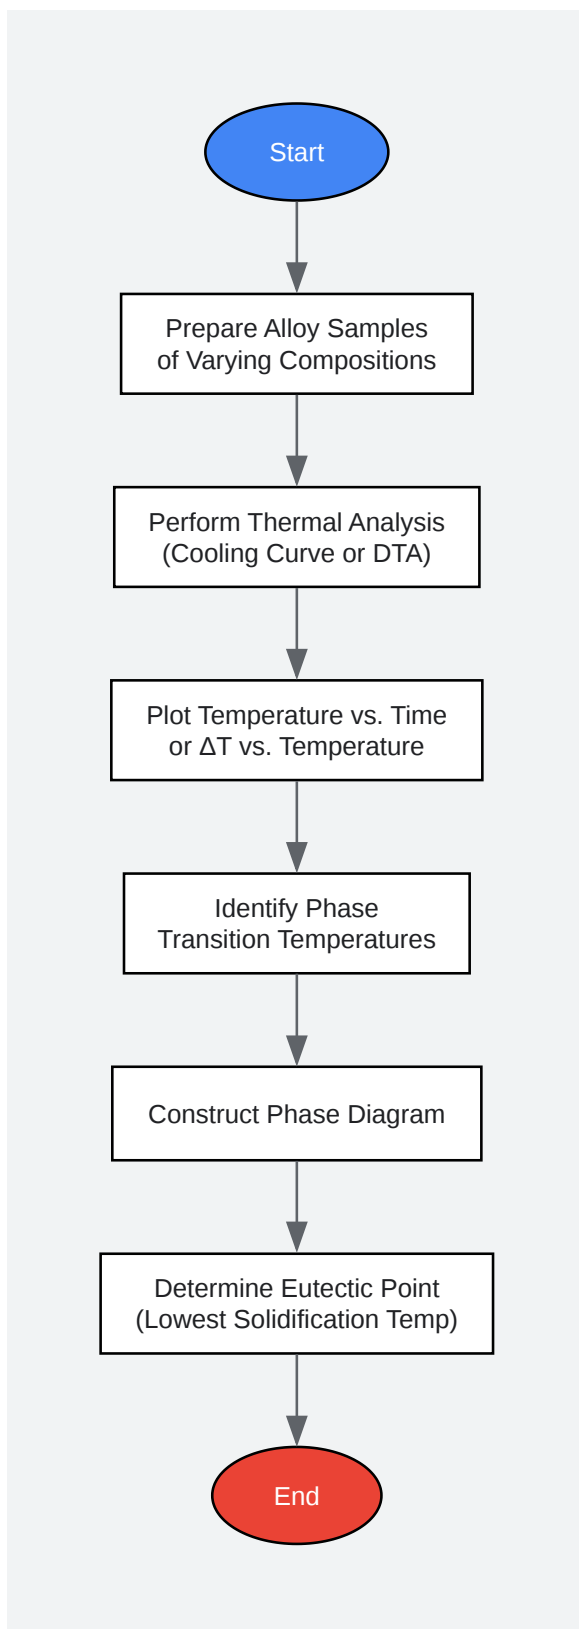 Start
Prepare Alloy Samples
of Varying Compositions
Perform Thermal Analysis
(Cooling Curve or DTA)
Plot Temperature vs. Time
or ΔT vs. Temperature
Identify Phase
Transition Temperatures
Construct Phase Diagram
Determine Eutectic Point
(Lowest Solidification Temp)
End